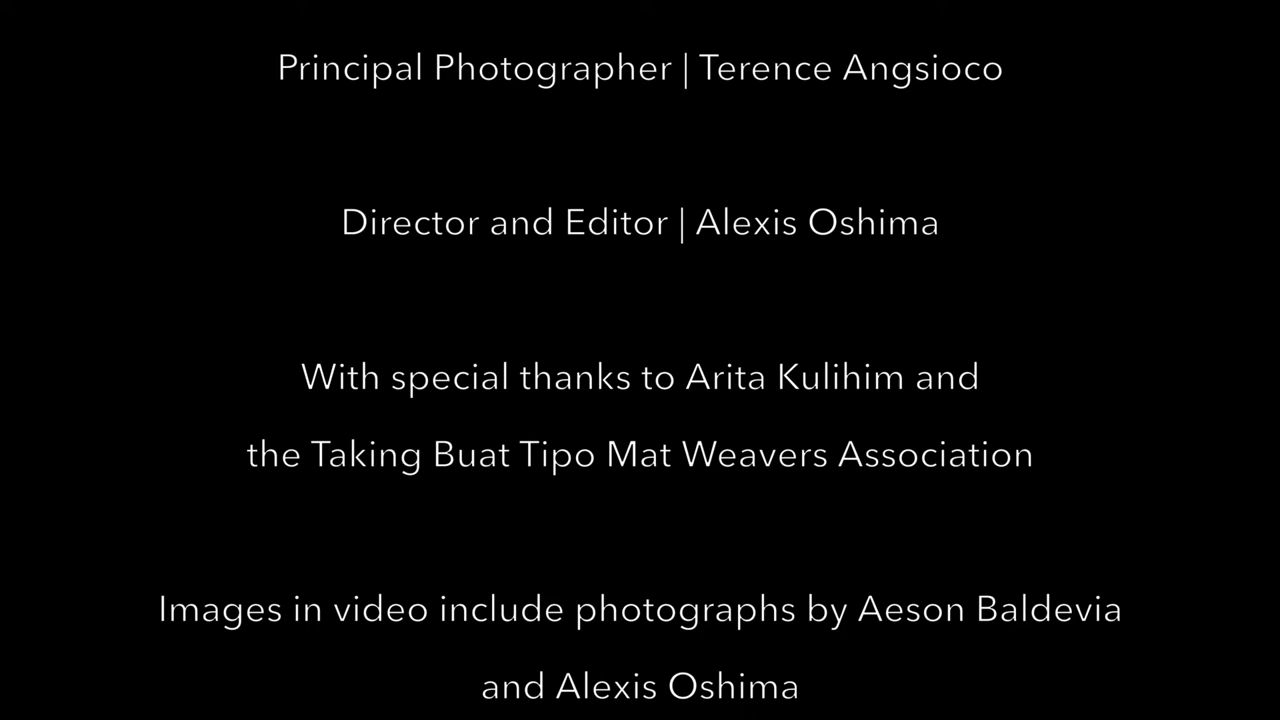 Principal Photographer | Terence Angsioco
Director and Editor | Alexis Oshima
With special thanks to Arita Kulihim and
the Taking Buat Tipo Mat Weavers Association
Images in video include photographs by Aeson Baldevia
and Alexis Oshima